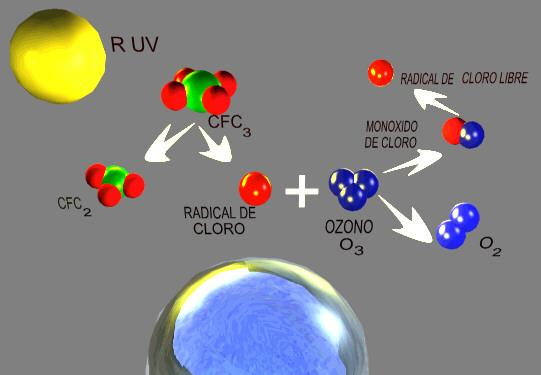 R UV
CFC3
CFC2
RADICAL DE
CLORO
OZONO
O3
MONOXIDO
DE CLORO
RADICAL DE CLORO LIBRE
O2